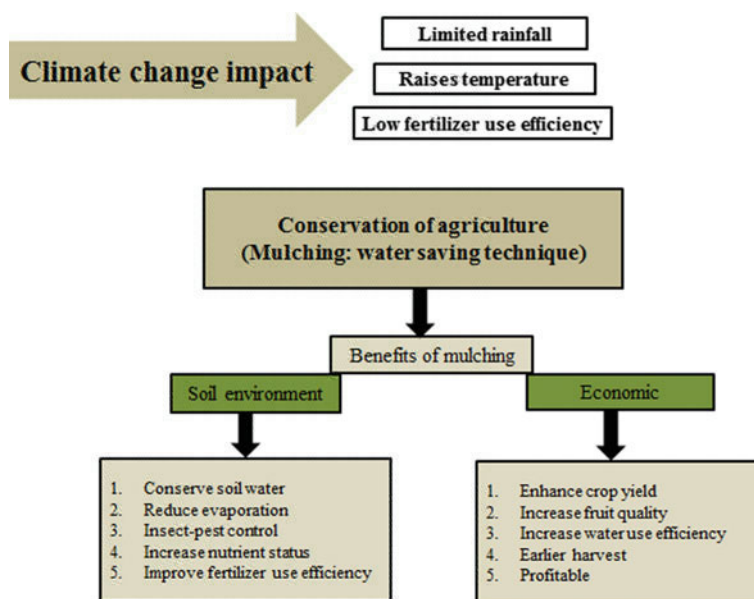 Climate change impact
Limited rainfall
Raises temperature
Low fertilizer use efficiency
Conservation of agriculture
(Mulching: water saving technique)
Benefits of mulching
Soil environment
Economic
1. Conserve soil water
2. Reduce evaporation
3. Insect-pest control
4. Increase nutrient status
5. Improve fertilizer use efficiency
1. Enhance crop yield
2. Increase fruit quality
3. Increase water use efficiency
4. Earlier harvest
5. Profitable